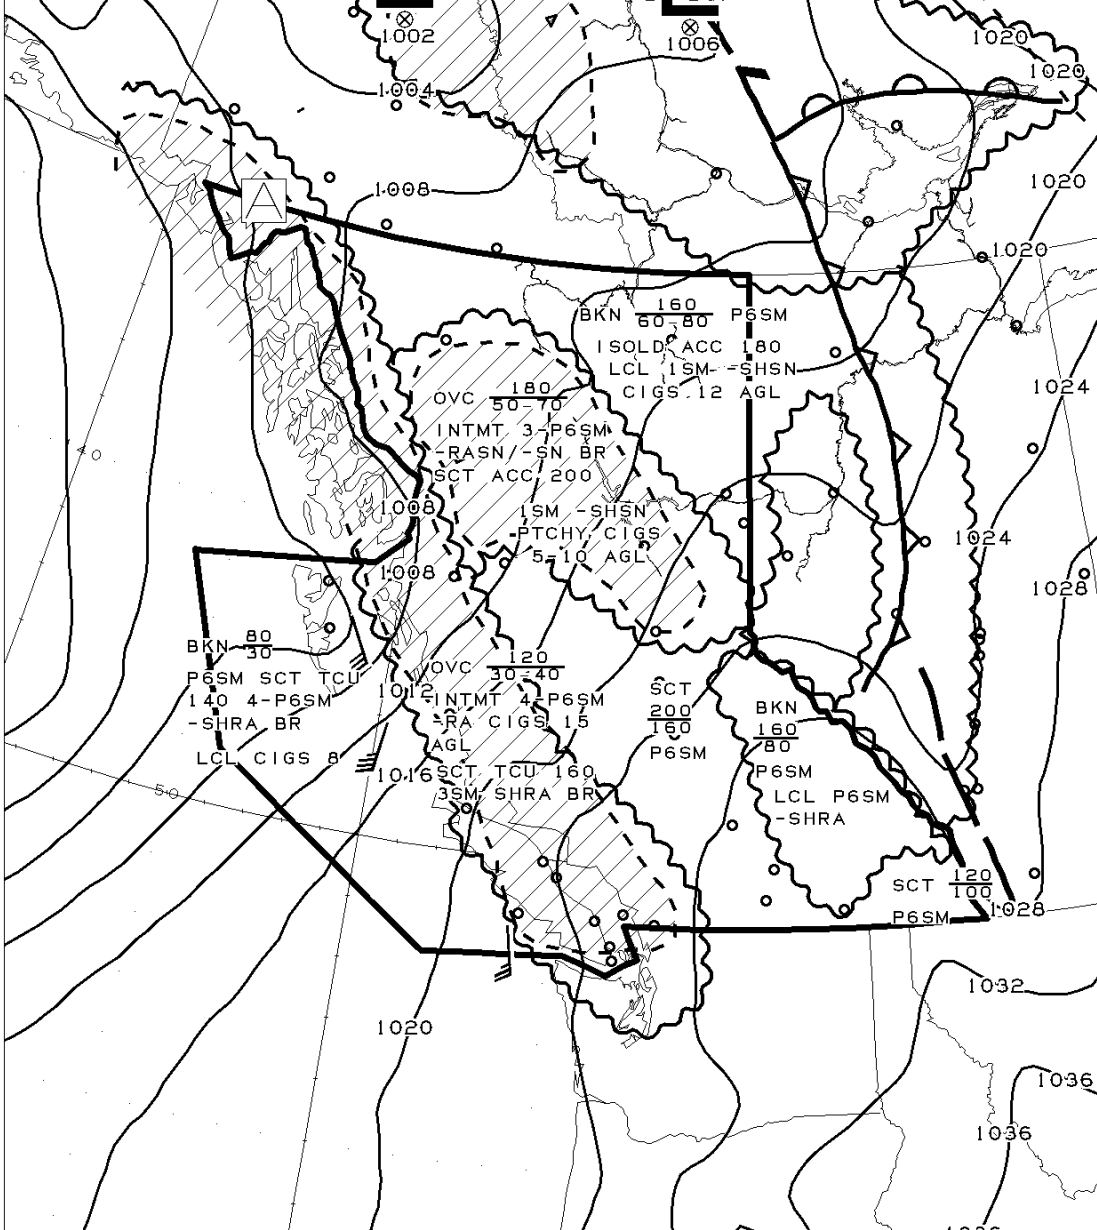 1002
1006
1020
1020
1004
1008
1020
1020
A
BKN 160/60-80 P6SM
ISOLD ACC 180
LCL 1SM -SHSN
CIGS 12 AGL
1024
OVC 180/50-70
INTMT 3-P6SM
-RASN/-SN BR
SCT ACC 200
40
1SM -SHSN
PTCHY CIGS
5-10 AGL
1008
1024
1008
1028
BKN 80/30
P6SM SCT TCU
140 4-P6SM
-SHRA BR
LCL CIGS 8
1012
OVC 120/30-40
INTMT 4-P6SM
-RA CIGS 15
AGL
1016
SCT TCU 160
3SM SHRA BR
SCT
200
160
P6SM
BKN
160
80
P6SM
LCL P6SM
-SHRA
50
SCT 120/100
P6SM
1028
1032
1020
1036
1036